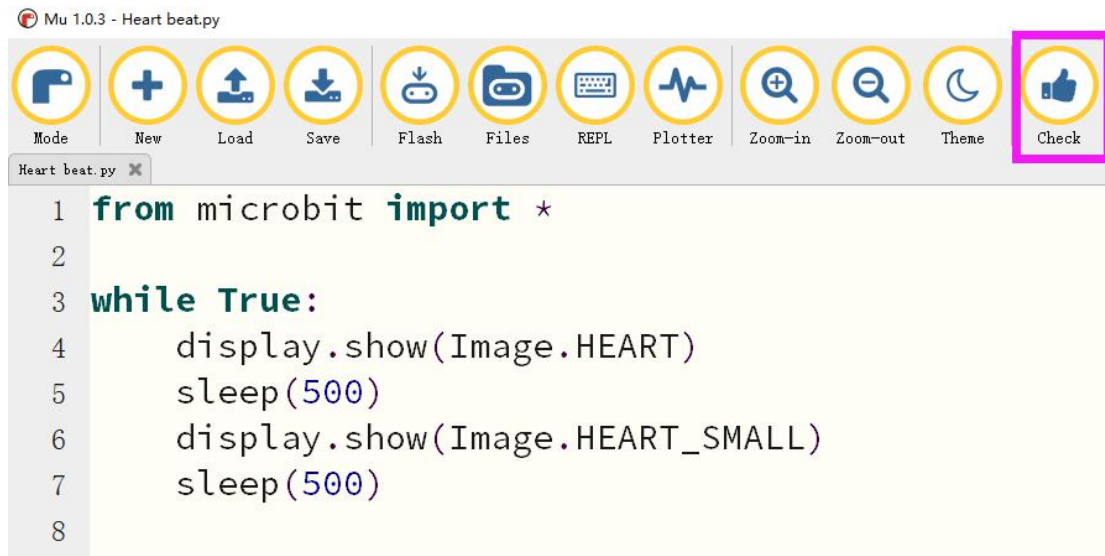 Mu 1.0.3 - Heart beat.py
Mode New Load Save Flash Files REPL Plotter Zoom-in Zoom-out Theme Check
Heart beat.py
1 from microbit import *
2
3 while True:
4     display.show(Image.HEART)
5     sleep(500)
6     display.show(Image.HEART_SMALL)
7     sleep(500)
8